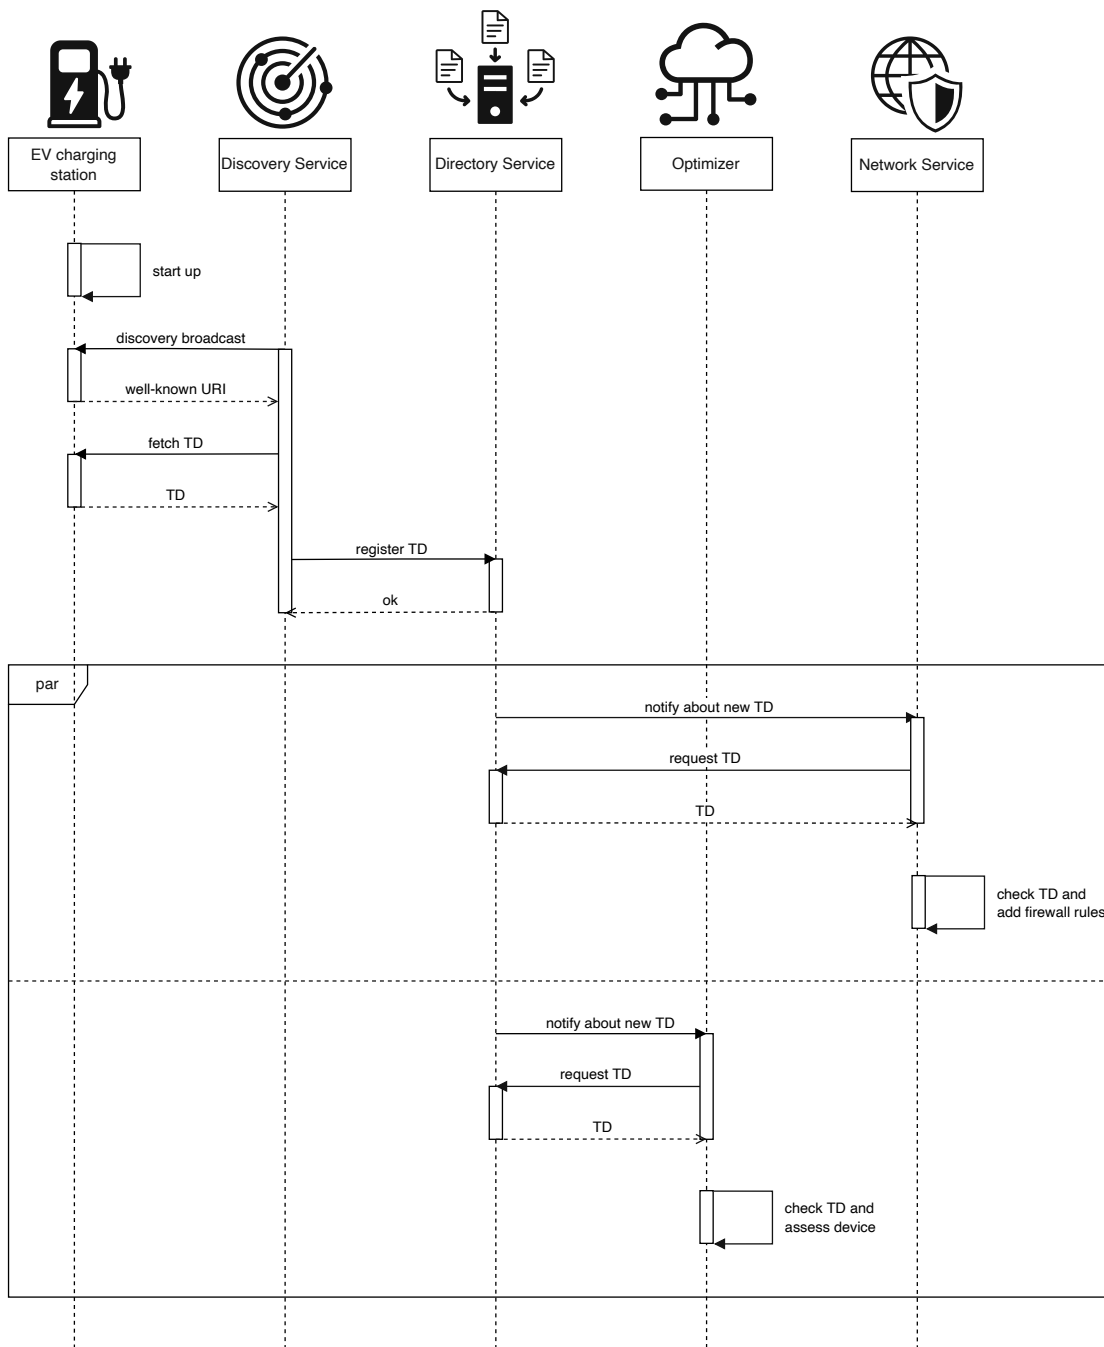 EV charging
station
Discovery Service
Directory Service
Optimizer
Network Service
start up
discovery broadcast
well-known URI
fetch TD
TD
register TD
ok
par
notify about new TD
request TD
TD
check TD and
add firewall rules
notify about new TD
request TD
TD
check TD and
assess device